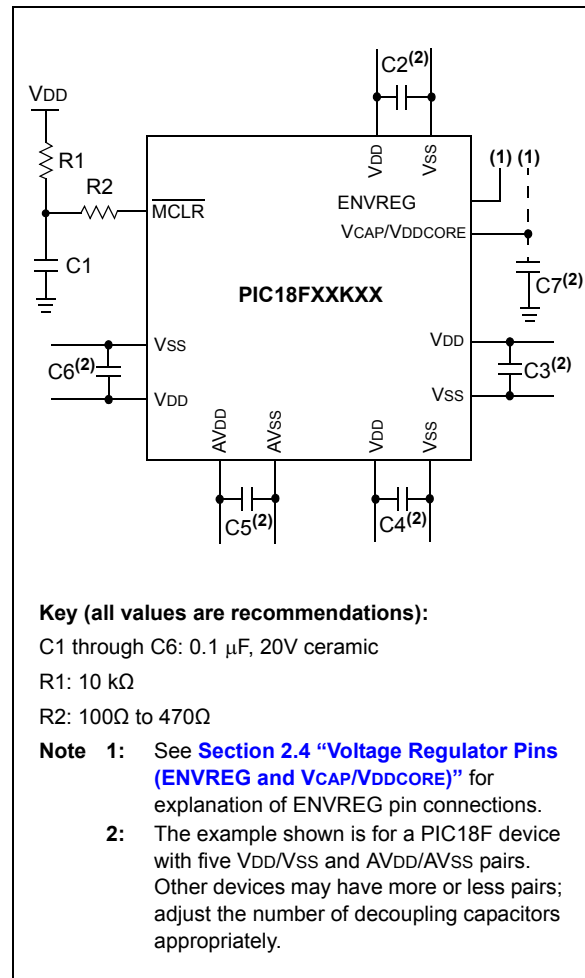 C2(2)
VDD
R1
R2
C1
MCLR
VDD
VSS
ENVREG
VCAP/VDDCORE
(1) (1)
C7(2)
PIC18FXXKXX
VSS
C6(2)
VDD
VDD
C3(2)
VSS
AVDD
AVSS
VDD
VSS
C5(2)
C4(2)
Key (all values are recommendations):
C1 through C6: 0.1 μF, 20V ceramic
R1: 10 kΩ
R2: 100Ω to 470Ω
Note 1: See Section 2.4 “Voltage Regulator Pins
(ENVREG and VCAP/VDDCORE)” for
explanation of ENVREG pin connections.
2: The example shown is for a PIC18F device
with five VDD/VSS and AVDD/AVSS pairs.
Other devices may have more or less pairs;
adjust the number of decoupling capacitors
appropriately.